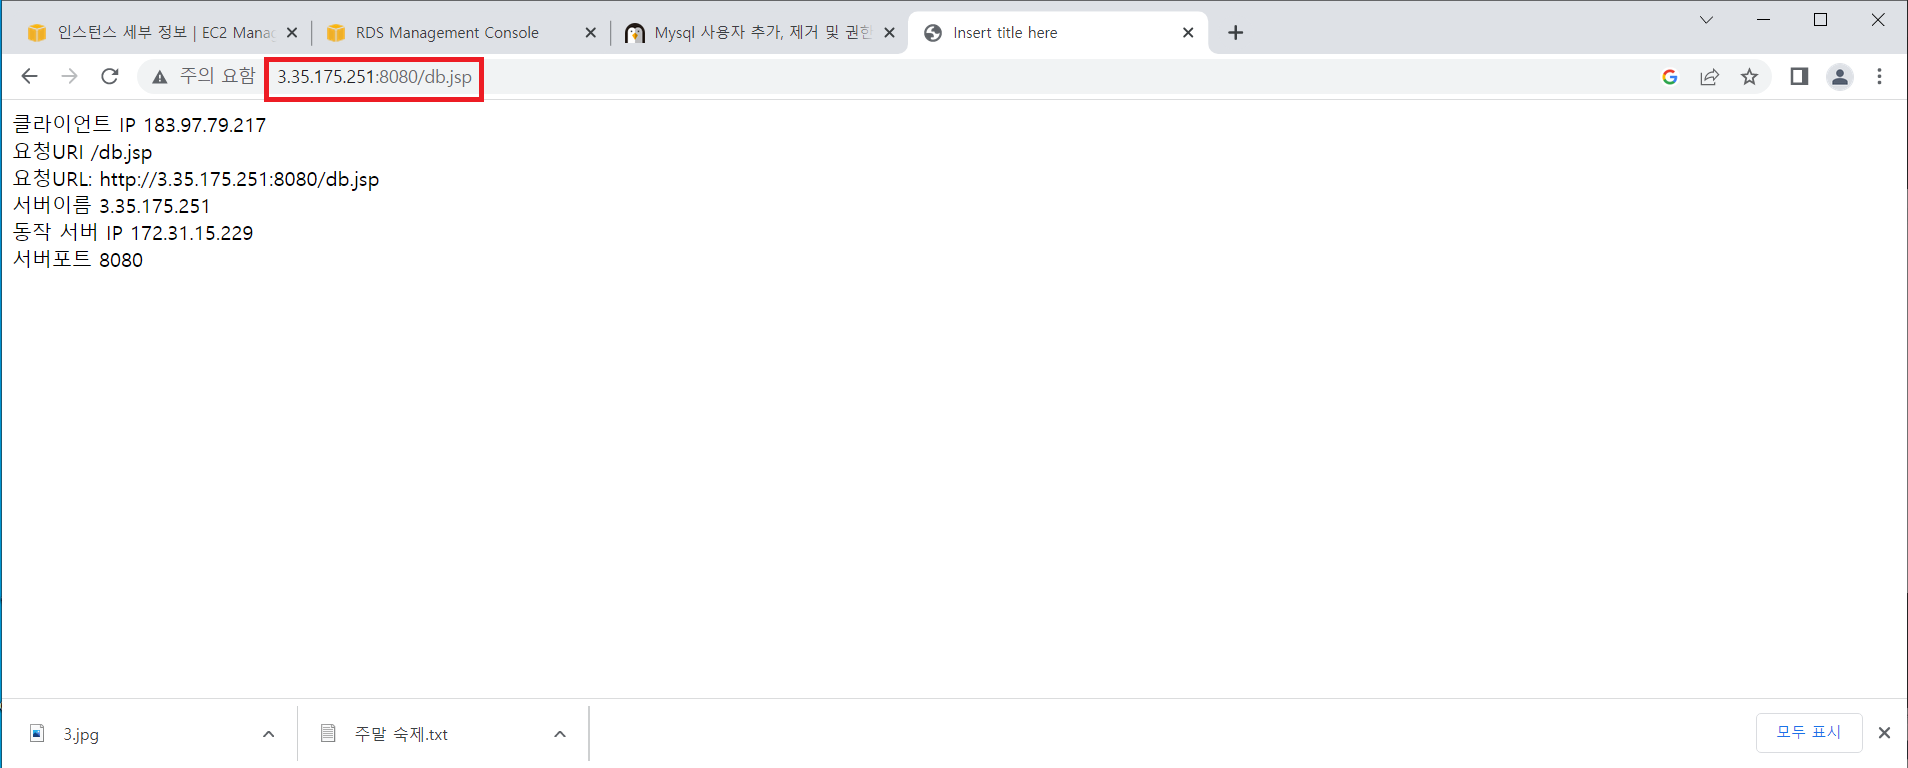 인스턴스 세부 정보 | EC2 Manag
RDS Management Console
Mysql 사용자 추가, 제거 및 권한
Insert title here
주의 요함
3.35.175.251:8080/db.jsp
클라이언트 IP 183.97.79.217
요청URI /db.jsp
요청URL: http://3.35.175.251:8080/db.jsp
서버이름 3.35.175.251
동작 서버 IP 172.31.15.229
서버포트 8080
3.jpg
주말 숙제.txt
모두 표시